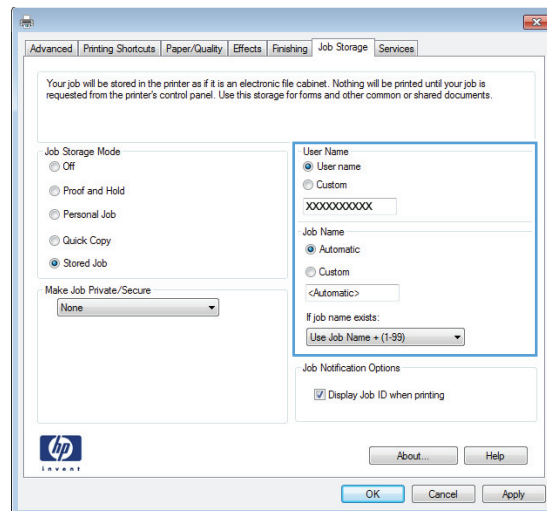 Advanced Printing Shortcuts Paper/Quality Effects Finishing Job Storage Services
Your job will be stored in the printer as if it is an electronic file cabinet. Nothing will be printed until your job is
requested from the printer's control panel. Use this storage for forms and other common or shared documents.
Job Storage Mode
Off
Proof and Hold
Personal Job
Quick Copy
Stored Job
Make Job Private/Secure
None
User Name
User name
Custom
XXXXXXXXXX
Job Name
Automatic
Custom
<Automatic>
If job name exists:
Use Job Name + (1-99)
Job Notification Options
Display Job ID when printing
hp
invent
About... Help
OK Cancel Apply